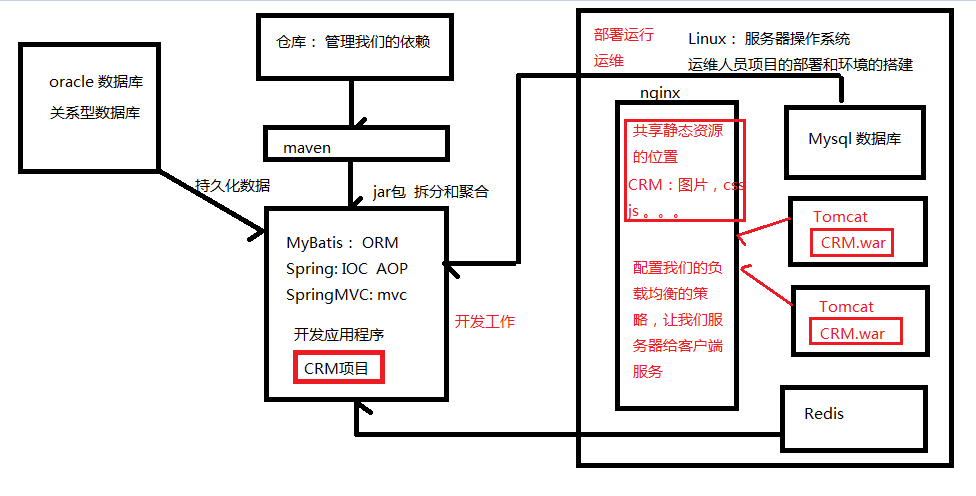 oracle 数据库
关系型数据库
仓库： 管理我们的依赖
maven
持久化数据
jar包 拆分和聚合
MyBatis： ORM
Spring: IOC AOP
SpringMVC: mvc
开发应用程序
CRM项目
开发工作
部署运行
运维
Linux： 服务器操作系统
运维人员项目的部署和环境的搭建
nginx
共享静态资源
的位置
CRM：图片，css
js 。。。
配置我们的负
载均衡的策
略，让我们服
务器给客户端
服务
Mysql 数据库
Tomcat
CRM.war
Tomcat
CRM.war
Redis